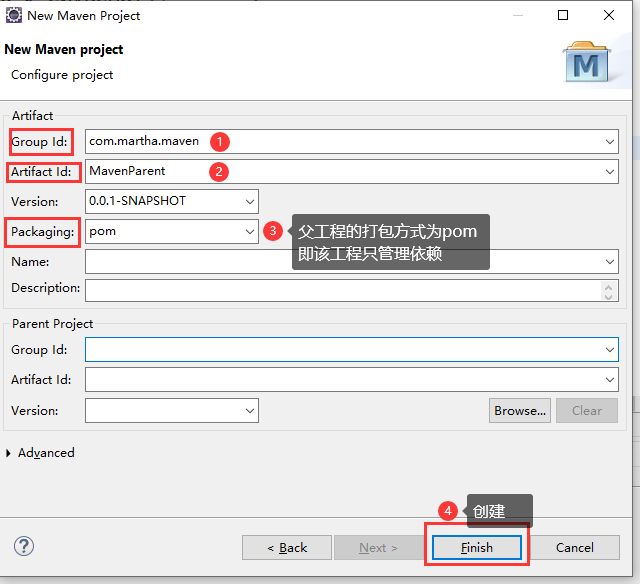 New Maven Project
New Maven project
Configure project
M
Artifact
Group Id: com.martha.maven 1
Artifact Id: MavenParent 2
Version: 0.0.1-SNAPSHOT
Packaging: pom 3 父工程的打包方式为pom
即该工程只管理依赖
Name:
Description:
Parent Project
Group Id:
Artifact Id:
Version: Browse... Clear
Advanced
4 创建
? < Back Next > Finish Cancel